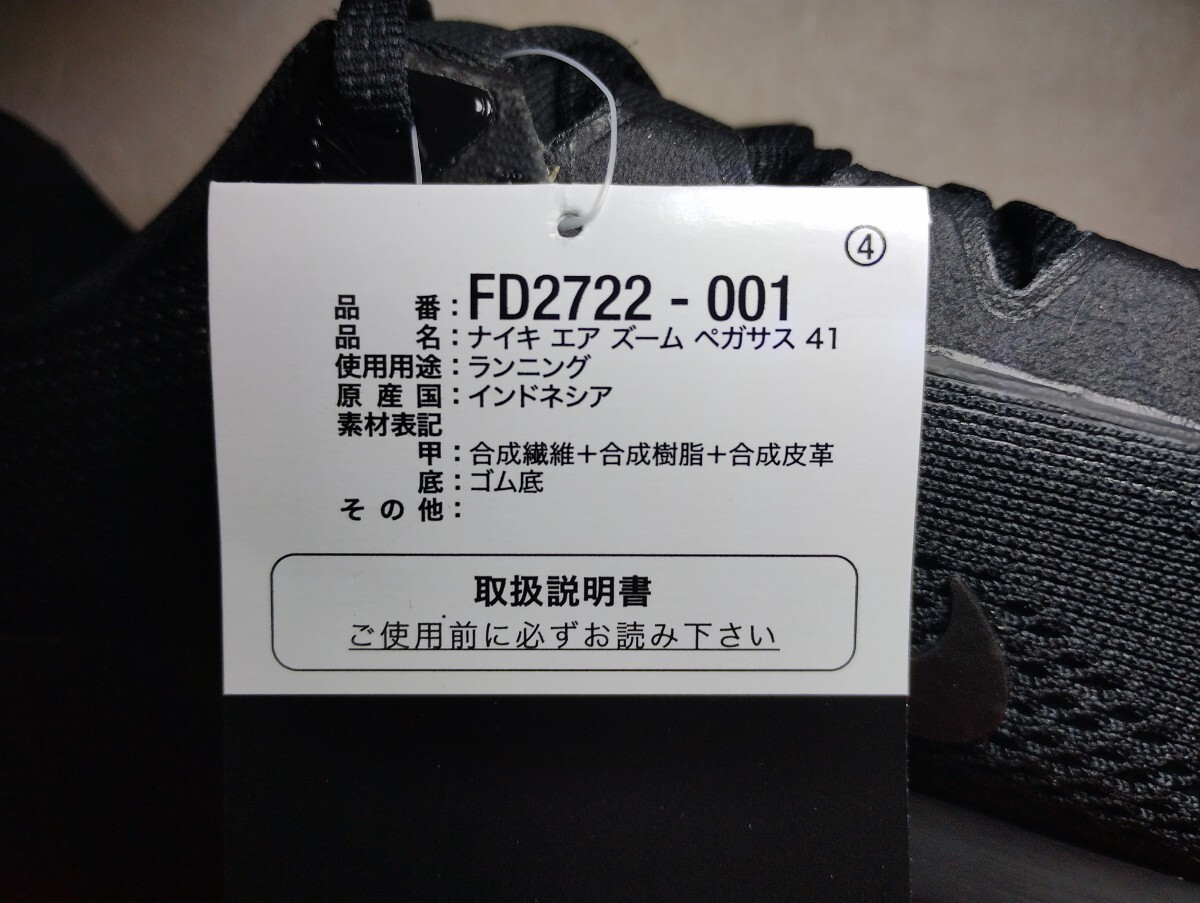 ④
品番：FD2722 - 001
品名：ナイキ エア ズーム ペガサス 41
使用用途：ランニング
原産国：インドネシア
素材表記
甲：合成繊維＋合成樹脂＋合成皮革
底：ゴム底
その他：
取扱説明書
ご使用前に必ずお読み下さい